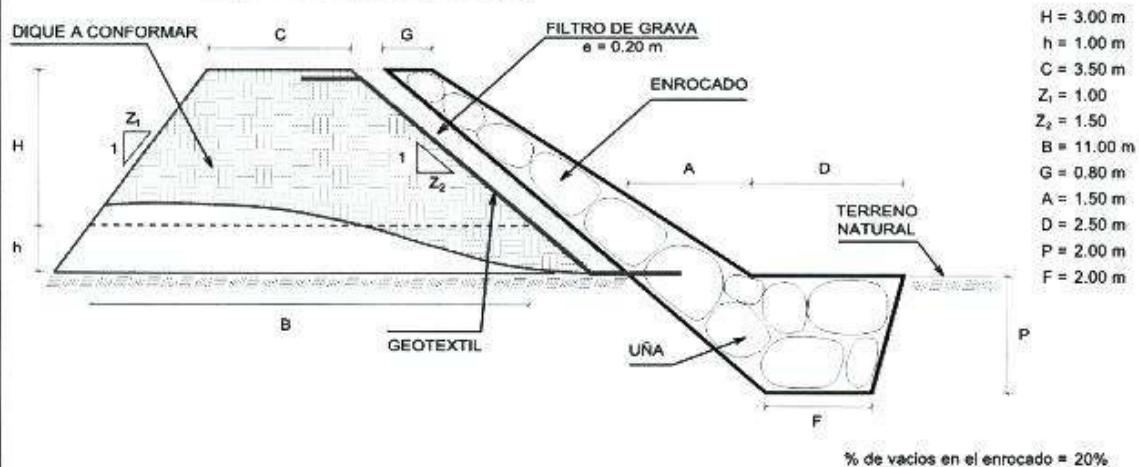 DIQUE A CONFORMAR
C
G
FILTRO DE GRAVA
e = 0.20 m
ENROCADO
H
Z₁
1
1
Z₂
A
D
TERRENO
NATURAL
h
B
GEOTEXTIL
UÑA
P
F
H = 3.00 m
h = 1.00 m
C = 3.50 m
Z₁ = 1.00
Z₂ = 1.50
B = 11.00 m
G = 0.80 m
A = 1.50 m
D = 2.50 m
P = 2.00 m
F = 2.00 m
% de vacios en el enrocado = 20%